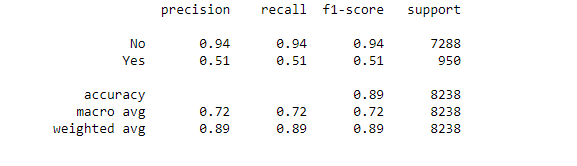 precision recall f1-score support
No 0.94 0.94 0.94 7288
Yes 0.51 0.51 0.51 950
accuracy 0.89 8238
macro avg 0.72 0.72 0.72 8238
weighted avg 0.89 0.89 0.89 8238